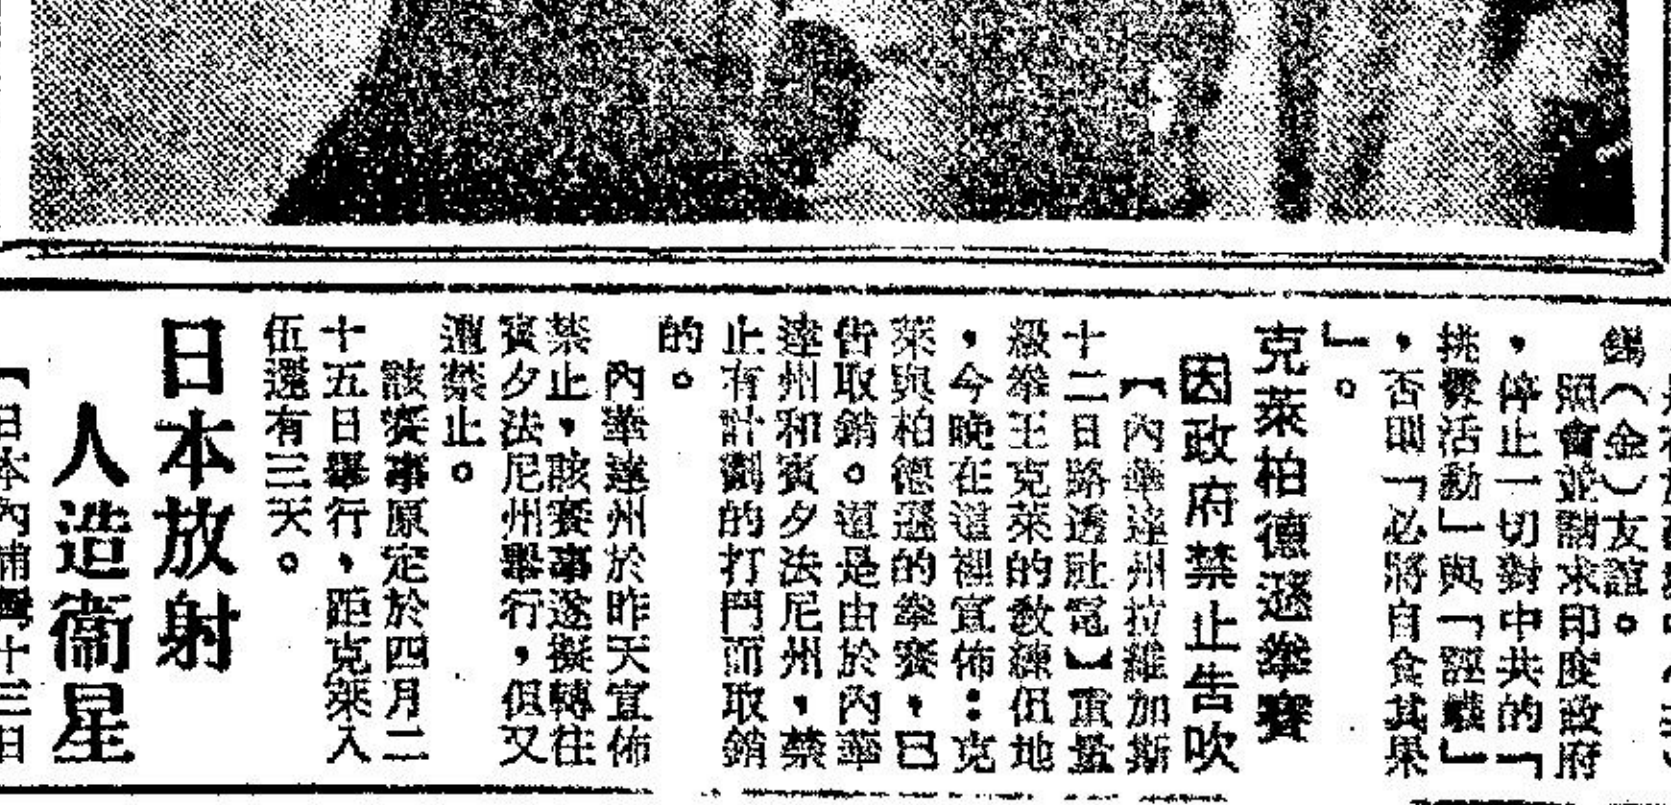 餳（金）友誼。
照會並請求印度政府
，停止一切對中共的「
挑釁活動」與「誣衊」
，否則「必將自食其果
」。
克萊柏德遜拳賽
因政府禁止告吹
【內華達州拉維加斯
十二日路透社電】重量
級拳王克萊的教練伍地
，今晚在這裡宣佈：克
萊與柏德遜的拳賽，已
告取銷。這是由於內華
達州和賓夕法尼州，禁
止有計劃的打鬥而取銷
的。
內華達州於昨天宣佈
禁止，該賽事遂擬轉往
賓夕法尼州舉行，但又
遭禁止。
該賽事原定於四月二
十五日舉行，距克萊入
伍還有三天。
日本放射
人造衞星
【日本內浦灣十三日